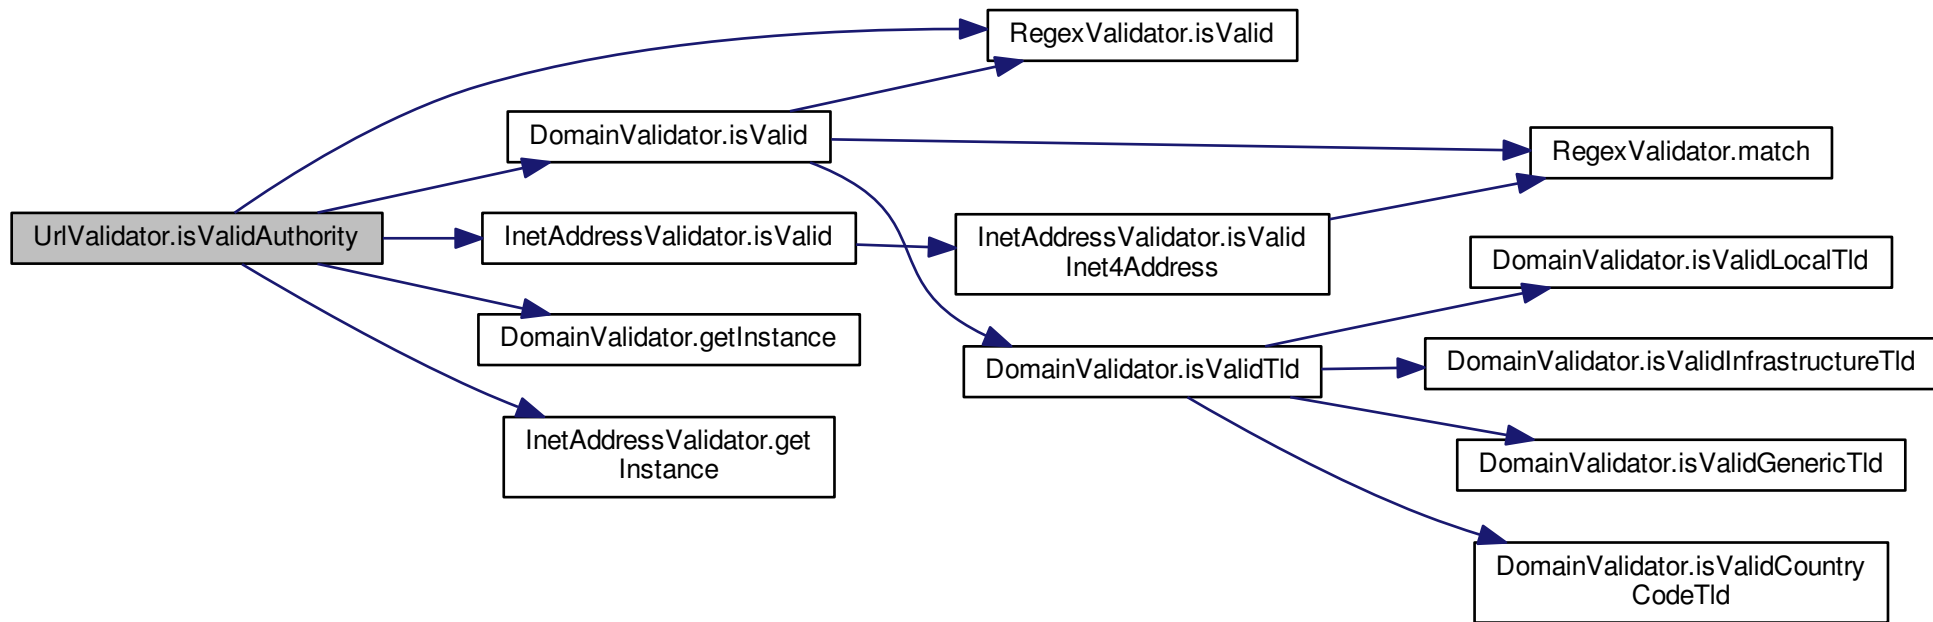 RegexValidator.isValid
DomainValidator.isValid
RegexValidator.match
UrlValidator.isValidAuthority
InetAddressValidator.isValid
InetAddressValidator.isValid
Inet4Address
DomainValidator.isValidLocalTld
DomainValidator.getInstance
DomainValidator.isValidTld
DomainValidator.isValidInfrastructureTld
InetAddressValidator.get
Instance
DomainValidator.isValidGenericTld
DomainValidator.isValidCountry
CodeTld